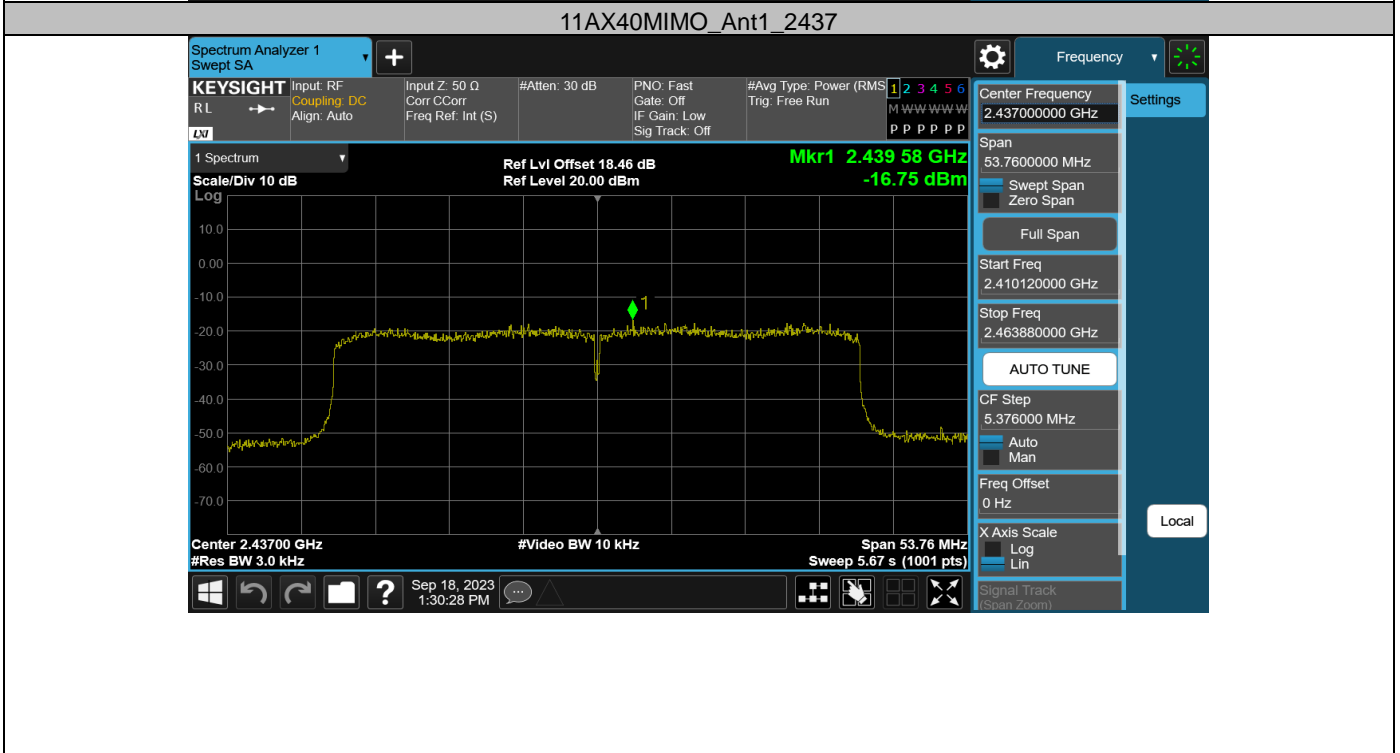 11AX40MIMO_Ant1_2437
Spectrum Analyzer 1
Swept SA
Frequency
KEYSIGHT
RL
LXI
Input: RF
Coupling: DC
Align: Auto
Input Z: 50 Ω
Corr CCorr
Freq Ref: Int (S)
#Atten: 30 dB
PNO: Fast
Gate: Off
IF Gain: Low
Sig Track: Off
#Avg Type: Power (RMS
Trig: Free Run
1 2 3 4 5 6
M W W W W W
P P P P P P
1 Spectrum
Scale/Div 10 dB
Log
Ref Lvl Offset 18.46 dB
Ref Level 20.00 dBm
Mkr1 2.439 58 GHz
-16.75 dBm
10.0
0.00
-10.0
-20.0
-30.0
-40.0
-50.0
-60.0
-70.0
1
Center 2.43700 GHz
#Res BW 3.0 kHz
#Video BW 10 kHz
Span 53.76 MHz
Sweep 5.67 s (1001 pts)
Sep 18, 2023
1:30:28 PM
Center Frequency
2.437000000 GHz
Settings
Span
53.7600000 MHz
Swept Span
Zero Span
Full Span
Start Freq
2.410120000 GHz
Stop Freq
2.463880000 GHz
AUTO TUNE
CF Step
5.376000 MHz
Auto
Man
Freq Offset
0 Hz
X Axis Scale
Log
Lin
Local
Signal Track
(Span Zoom)